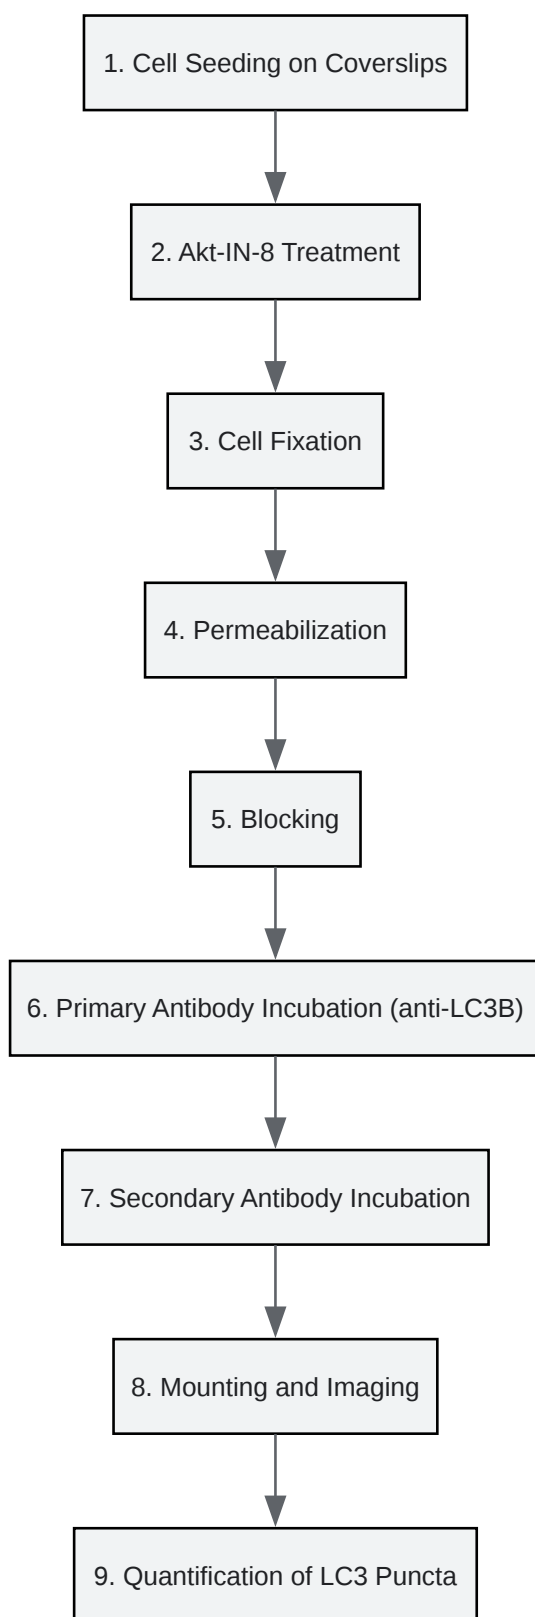 1. Cell Seeding on Coverslips
2. Akt-IN-8 Treatment
3. Cell Fixation
4. Permeabilization
5. Blocking
6. Primary Antibody Incubation (anti-LC3B)
7. Secondary Antibody Incubation
8. Mounting and Imaging
9. Quantification of LC3 Puncta